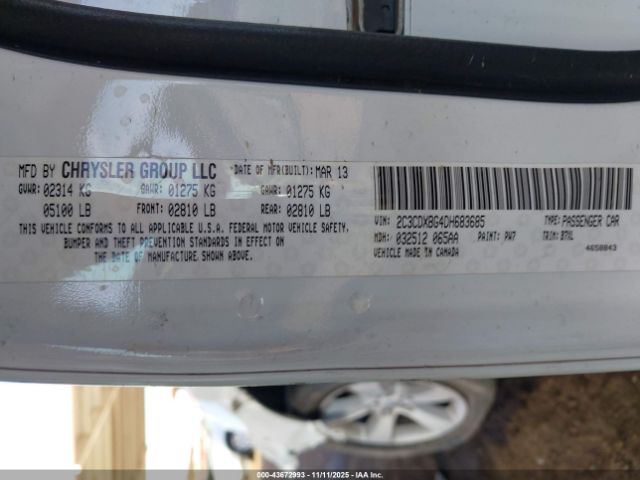 MFD BY CHRYSLER GROUP LLC DATE OF MFR(BUILT): MAR 13
GVWR: 02314 KG GAWR: 01275 KG GAWR: 01275 KG
05100 LB FRONT: 02810 LB REAR: 02810 LB
THIS VEHICLE CONFORMS TO ALL APPLICABLE U.S.A. FEDERAL MOTOR VEHICLE SAFETY,
BUMPER AND THEFT PREVENTION STANDARDS IN EFFECT ON
THE DATE OF MANUFACTURE SHOWN ABOVE.
VIN: 2C3CDXBG4DH683685 TYPE: PASSENGER CAR
MDH: 032512 065AA PAINT: PW7 TRIM: B7XL
VEHICLE MADE IN CANADA 4658843
000-43672993 - 11/11/2025 - IAAI.COM